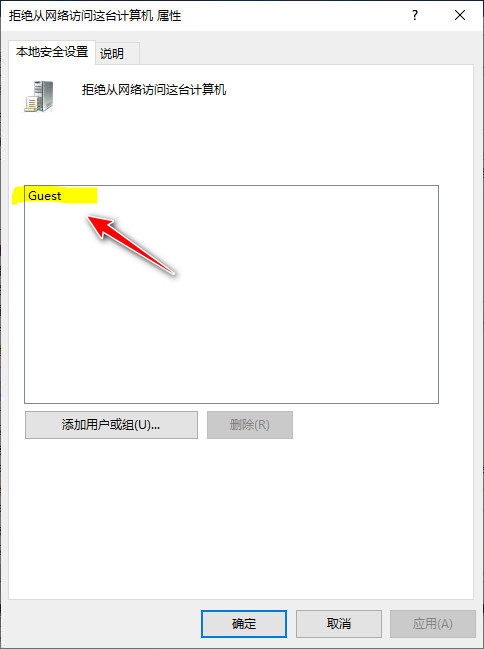 拒绝从网络访问这台计算机 属性
本地安全设置 说明
拒绝从网络访问这台计算机
Guest
添加用户或组(U)... 删除(R)
确定 取消 应用(A)